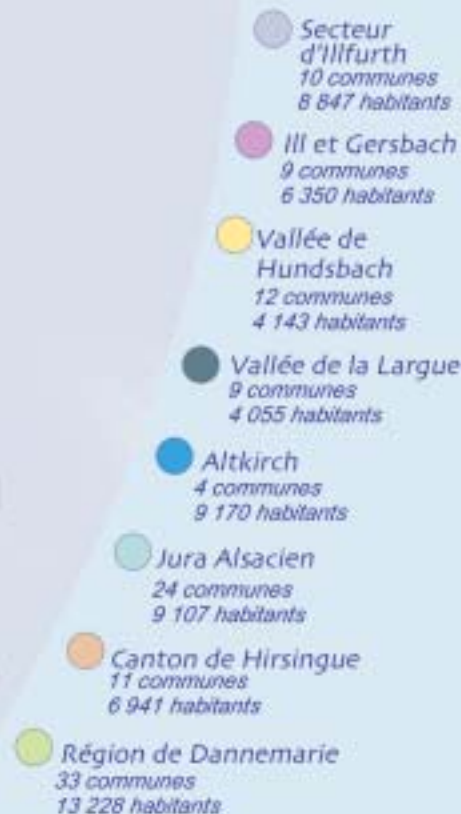 Secteur
d'Illfurth
10 communes
8 847 habitants
Ill et Gersbach
9 communes
6 350 habitants
Vallée de
Hundsbach
12 communes
4 143 habitants
Vallée de la Largue
9 communes
4 055 habitants
Altkirch
4 communes
9 170 habitants
Jura Alsacien
24 communes
9 107 habitants
Canton de Hirsingue
11 communes
6 941 habitants
Région de Dannemarie
33 communes
13 228 habitants